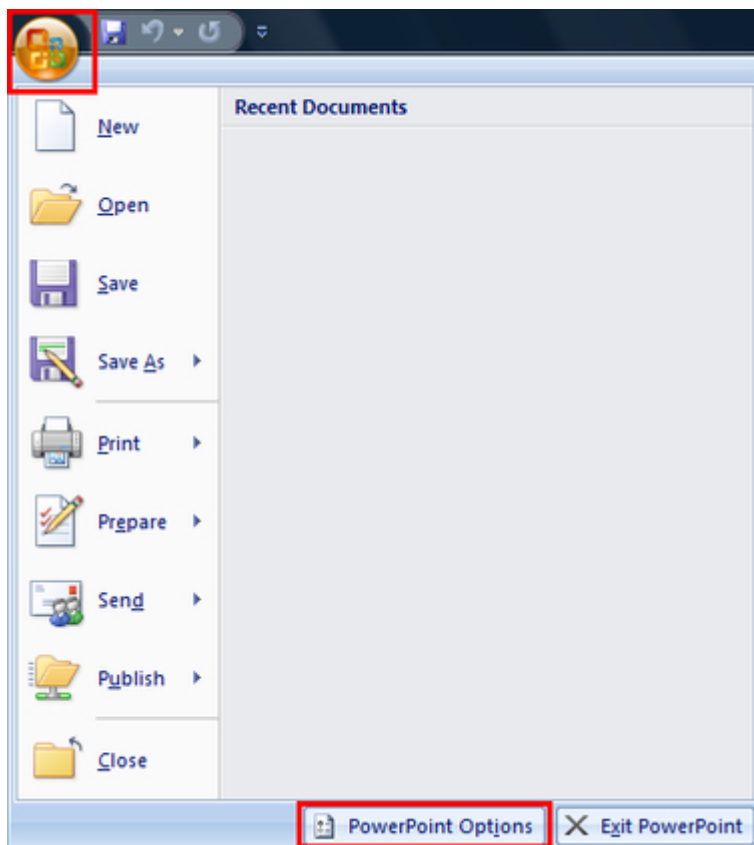 Recent Documents
New
Open
Save
Save As
Print
Prepare
Send
Publish
Close
PowerPoint Options
Exit PowerPoint